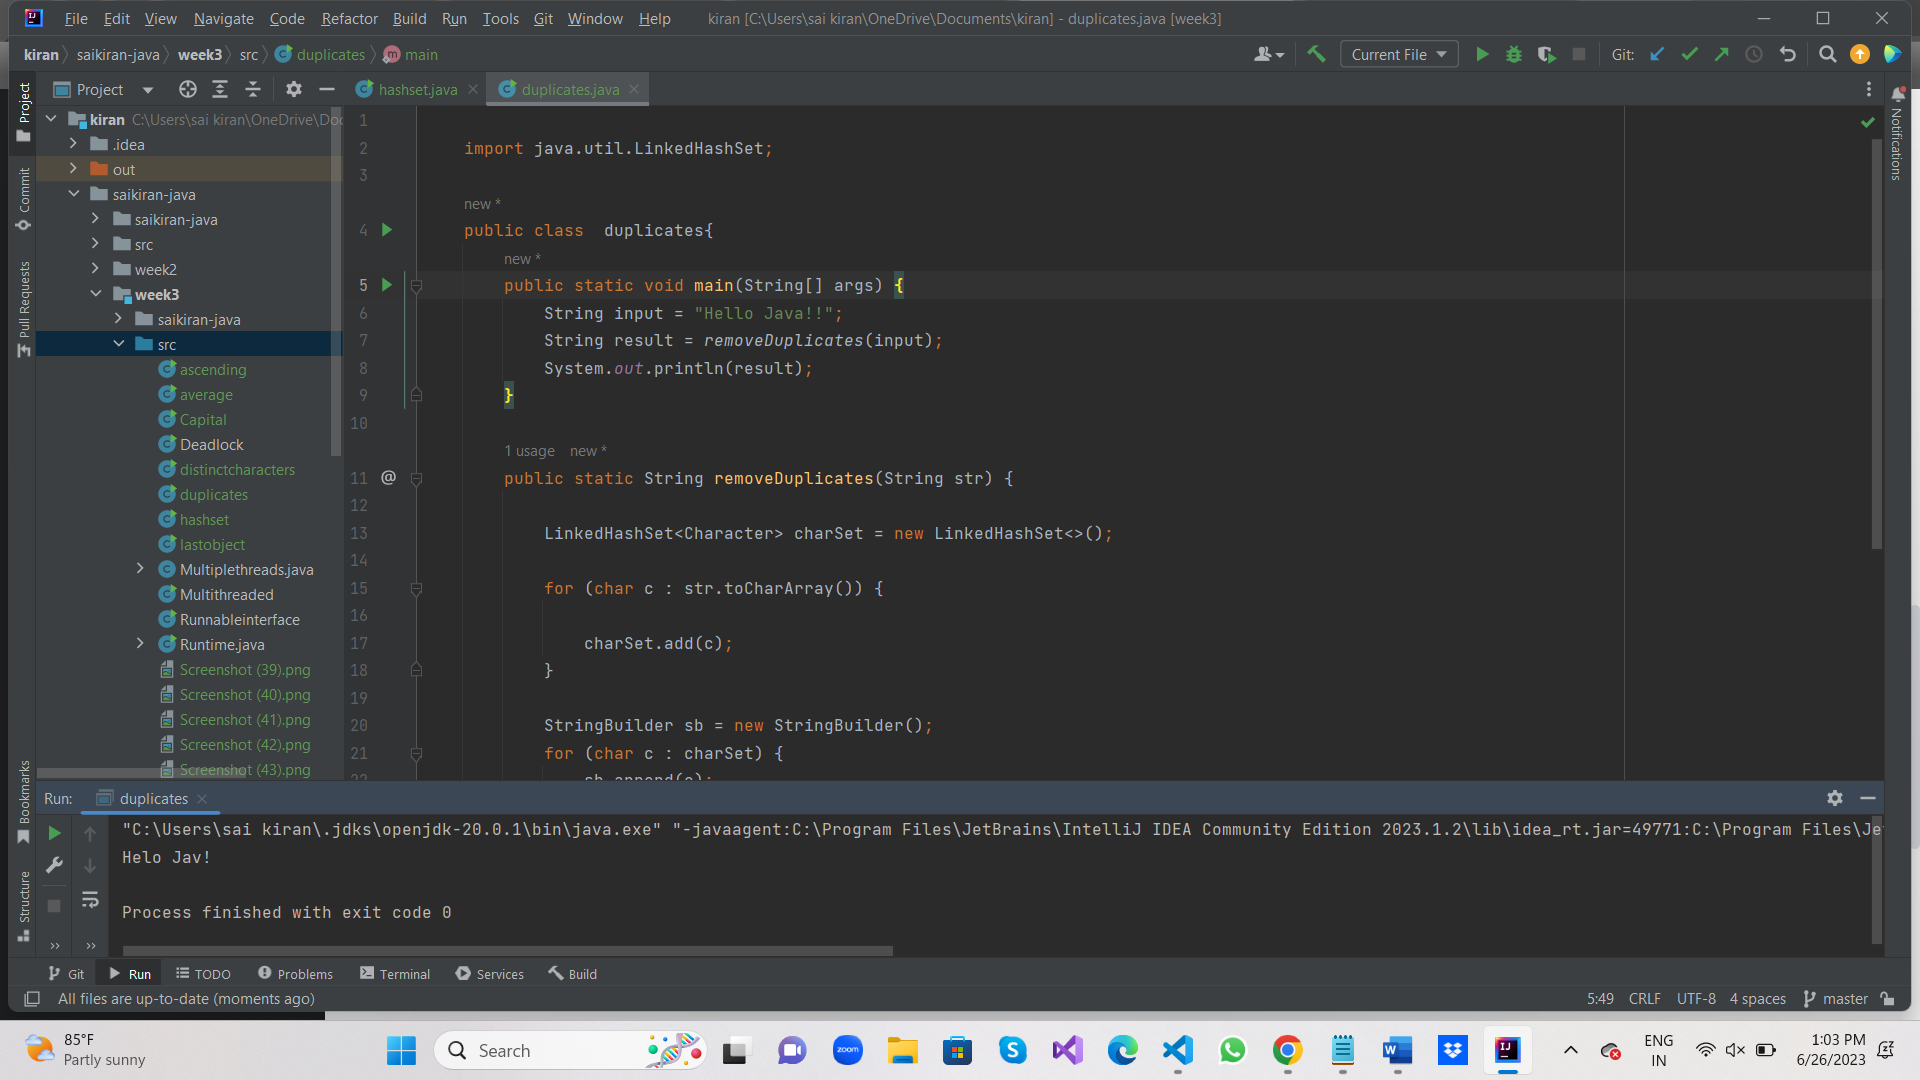 File Edit View Navigate Code Refactor Build Run Tools Git Window Help kiran [C:\Users\sai kiran\OneDrive\Documents\kiran] - duplicates.java [week3]
kiran saikiran-java week3 src duplicates main Current File Git:
Project hashset.java duplicates.java
Project
Commit
Pull Requests
Bookmarks
Structure
Notifications
kiran C:\Users\sai kiran\OneDrive\Doc
.idea
out
saikiran-java
saikiran-java
src
week2
week3
saikiran-java
src
ascending
average
Capital
Deadlock
distinctcharacters
duplicates
hashset
lastobject
Multiplethreads.java
Multithreaded
Runnableinterface
Runtime.java
Screenshot (39).png
Screenshot (40).png
Screenshot (41).png
Screenshot (42).png
Screenshot (43).png
1
2 import java.util.LinkedHashSet;
3
new *
4 public class  duplicates{
new *
5 public static void main(String[] args) {
6 String input = "Hello Java!!";
7 String result = removeDuplicates(input);
8 System.out.println(result);
9 }
10
1 usage new *
11 @ public static String removeDuplicates(String str) {
12
13 LinkedHashSet<Character> charSet = new LinkedHashSet<>();
14
15 for (char c : str.toCharArray()) {
16
17 charSet.add(c);
18 }
19
20 StringBuilder sb = new StringBuilder();
21 for (char c : charSet) {
22 sb.append(c);
Run: duplicates
"C:\Users\sai kiran\.jdks\openjdk-20.0.1\bin\java.exe" "-javaagent:C:\Program Files\JetBrains\IntelliJ IDEA Community Edition 2023.1.2\lib\idea_rt.jar=49771:C:\Program Files\Je
Helo Jav!
Process finished with exit code 0
Git Run TODO Problems Terminal Services Build
All files are up-to-date (moments ago) 5:49 CRLF UTF-8 4 spaces master
85°F
Partly sunny
Search
zoom
ENG
IN
1:03 PM
6/26/2023